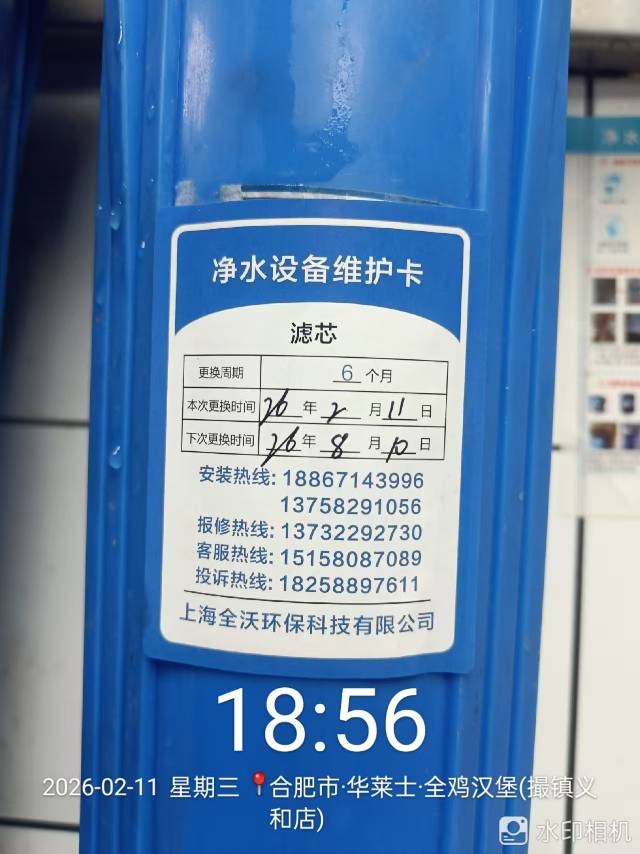 净水设备维护卡
滤芯
更换周期 6 个月
本次更换时间 26 年 2 月 11 日
下次更换时间 26 年 8 月 10 日
安装热线: 18867143996
13758291056
报修热线: 13732292730
客服热线: 15158087089
投诉热线: 18258897611
上海全沃环保科技有限公司
净水
18:56
2026-02-11 星期三 📍合肥市·华莱士·全鸡汉堡(撮镇义
和店)
水印相机